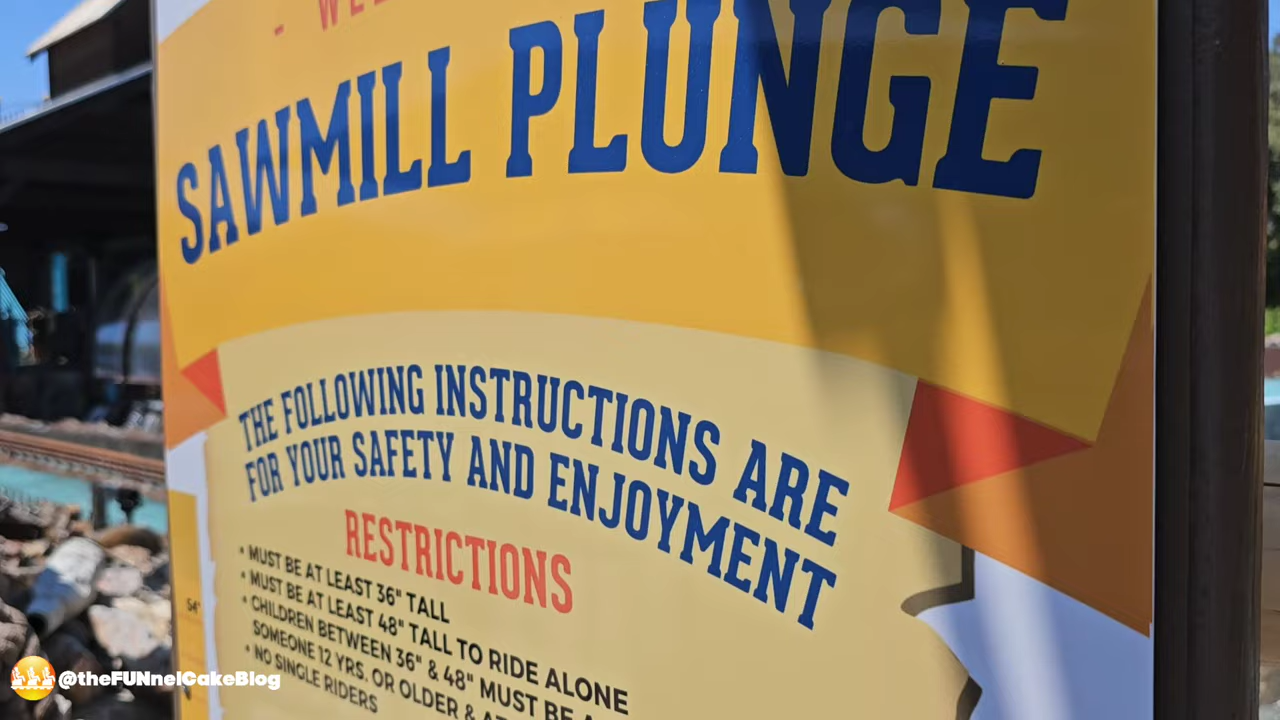 - WEL
SAWMILL PLUNGE
THE FOLLOWING INSTRUCTIONS ARE
FOR YOUR SAFETY AND ENJOYMENT
RESTRICTIONS
• MUST BE AT LEAST 36" TALL
• MUST BE AT LEAST 48" TALL TO RIDE ALONE
• CHILDREN BETWEEN 36" & 48" MUST BE
SOMEONE 12 YRS. OR OLDER &
• NO SINGLE RIDERS
54"
@theFUNnelCakeBlog